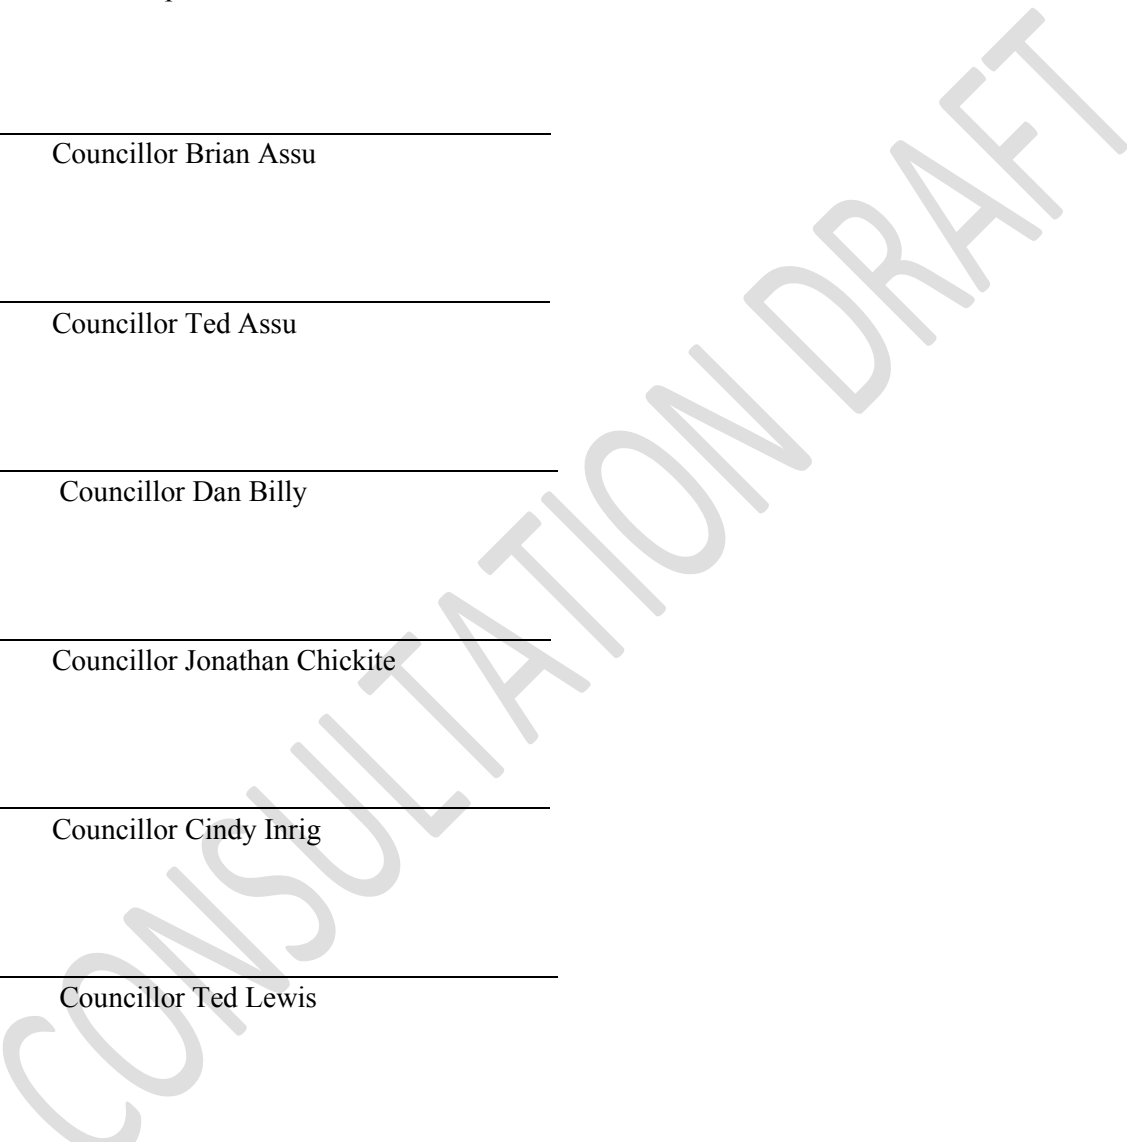 Councillor Brian Assu
Councillor Ted Assu
Councillor Dan Billy
Councillor Jonathan Chickite
Councillor Cindy Inrig
Councillor Ted Lewis
CONSULTATION DRAFT